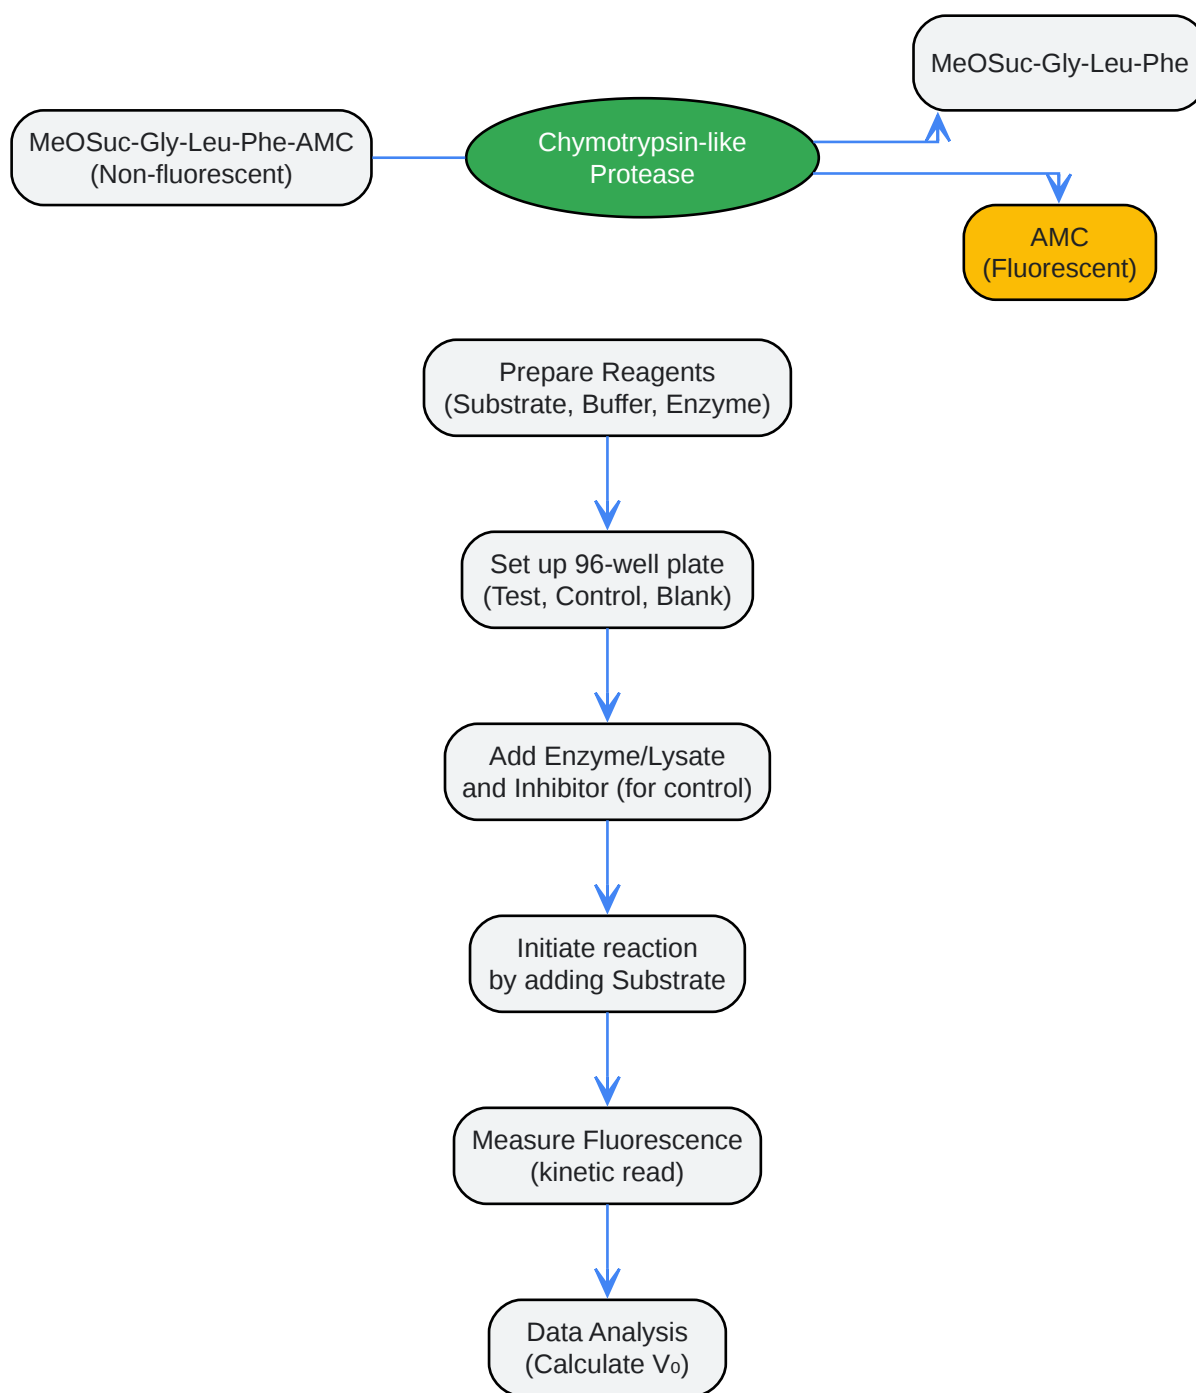 MeOSuc-Gly-Leu-Phe
MeOSuc-Gly-Leu-Phe-AMC
(Non-fluorescent)
Chymotrypsin-like
Protease
AMC
(Fluorescent)
Prepare Reagents
(Substrate, Buffer, Enzyme)
Set up 96-well plate
(Test, Control, Blank)
Add Enzyme/Lysate
and Inhibitor (for control)
Initiate reaction
by adding Substrate
Measure Fluorescence
(kinetic read)
Data Analysis
(Calculate V₀)